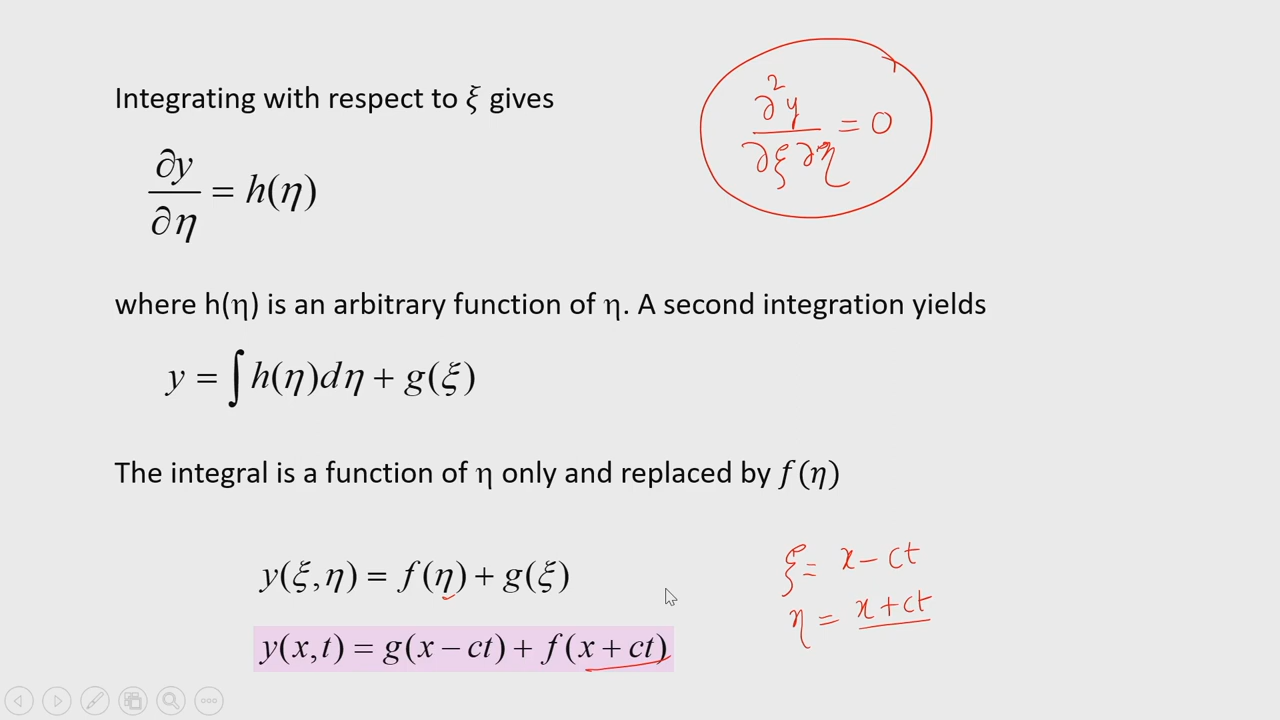 Integrating with respect to ξ gives
∂²y/∂ξ∂η = 0
∂y/∂η = h(η)
where h(η) is an arbitrary function of η. A second integration yields
y = ∫ h(η)dη + g(ξ)
The integral is a function of η only and replaced by f(η)
y(ξ,η) = f(η) + g(ξ)
ξ = x − ct
η = x + ct
y(x,t) = g(x − ct) + f(x + ct)